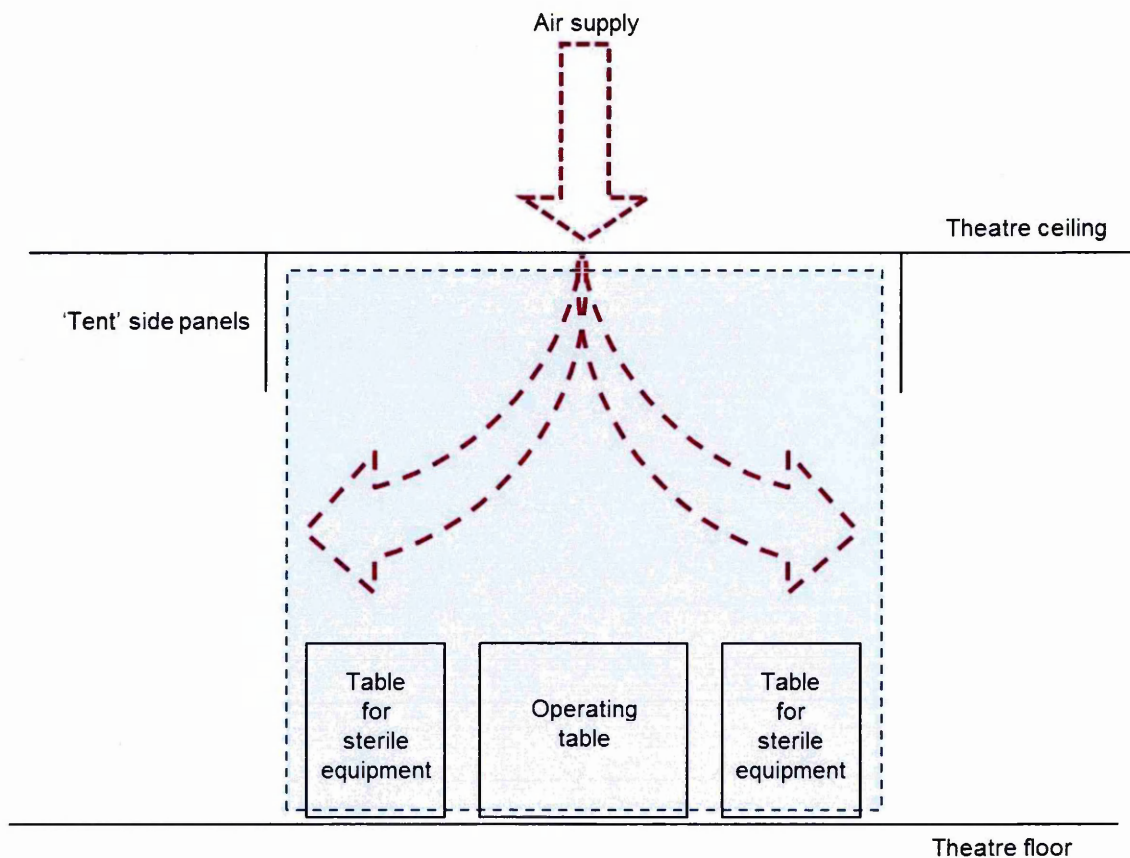 Air supply
Theatre ceiling
'Tent' side panels
Table
for
sterile
equipment
Operating
table
Table
for
sterile
equipment
Theatre floor